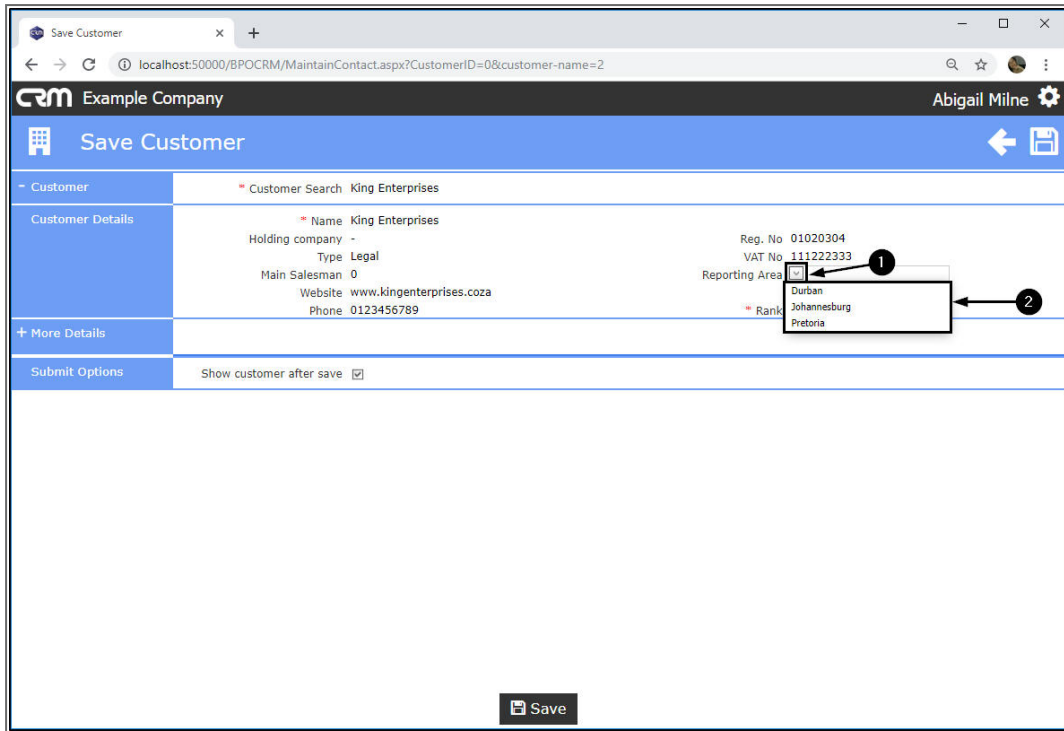 Save Customer
localhost:50000/BPOCRM/MaintainContact.aspx?CustomerID=0&customer-name=2
CRM Example Company Abigail Milne
Save Customer
- Customer * Customer Search King Enterprises
Customer Details * Name King Enterprises
Holding company - Reg. No 01020304
Type Legal VAT No 111222333
1
Main Salesman 0 Reporting Area
Website www.kingenterprises.coza Durban
Phone 0123456789 * Rank Johannesburg
2
Pretoria
+ More Details
Submit Options Show customer after save
Save